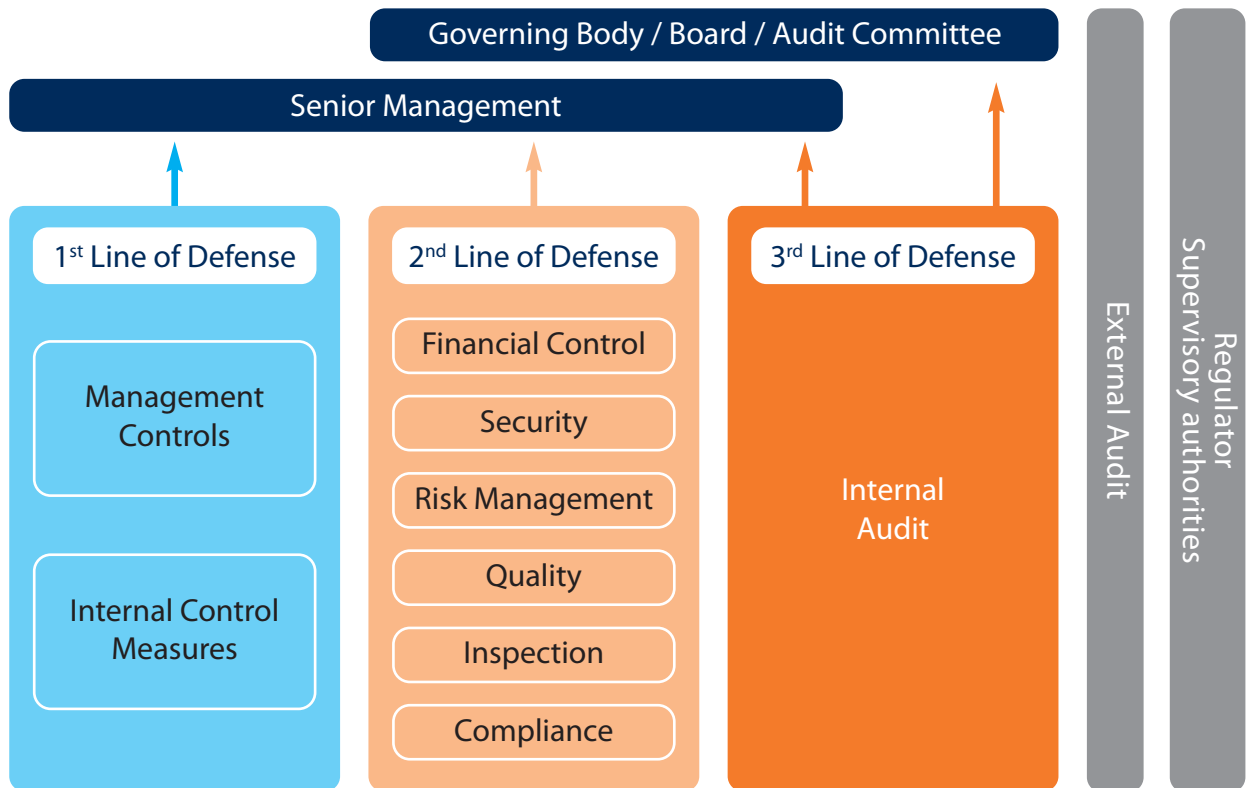 Governing Body / Board / Audit Committee
Senior Management
1st Line of Defense
Management
Controls
Internal Control
Measures
2nd Line of Defense
Financial Control
Security
Risk Management
Quality
Inspection
Compliance
3rd Line of Defense
Internal
Audit
External Audit
Regulator
Supervisory authorities